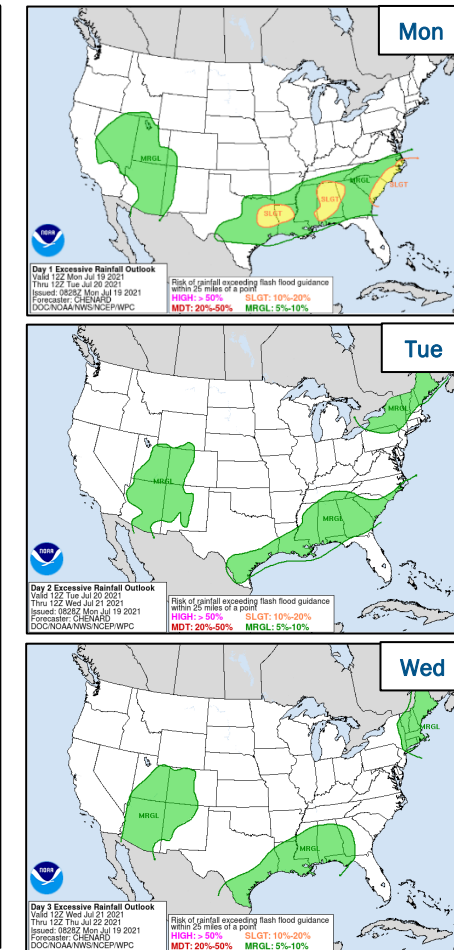 Mon
MRGL
MRGL
SLGT
SLGT
SLGT
NOAA
Day 1 Excessive Rainfall Outlook
Valid 12Z Mon Jul 19 2021
Thru 12Z Tue Jul 20 2021
Issued: 0828Z Mon Jul 19 2021
Forecaster: CHENARD
DOC/NOAA/NWS/NCEP/WPC
Risk of rainfall exceeding flash flood guidance
within 25 miles of a point
HIGH: > 50% SLGT: 10%-20%
MDT: 20%-50% MRGL: 5%-10%
Tue
MRGL
MRGL
MRGL
NOAA
Day 2 Excessive Rainfall Outlook
Valid 12Z Tue Jul 20 2021
Thru 12Z Wed Jul 21 2021
Issued: 0828Z Mon Jul 19 2021
Forecaster: CHENARD
DOC/NOAA/NWS/NCEP/WPC
Risk of rainfall exceeding flash flood guidance
within 25 miles of a point
HIGH: > 50% SLGT: 10%-20%
MDT: 20%-50% MRGL: 5%-10%
Wed
MRGL
MRGL
MRGL
NOAA
Day 3 Excessive Rainfall Outlook
Valid 12Z Wed Jul 21 2021
Thru 12Z Thu Jul 22 2021
Issued: 0828Z Mon Jul 19 2021
Forecaster: CHENARD
DOC/NOAA/NWS/NCEP/WPC
Risk of rainfall exceeding flash flood guidance
within 25 miles of a point
HIGH: > 50% SLGT: 10%-20%
MDT: 20%-50% MRGL: 5%-10%